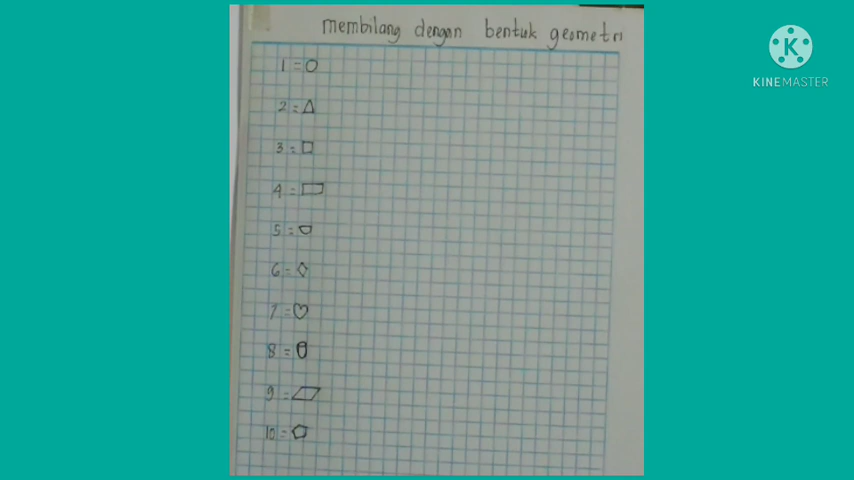 membilang dengan bentuk geometri
1 = ○
2 = △
3 = □
4 = ▭
5 = ⌓
6 = ◇
7 = ♡
8 = ⬯
9 = ▱
10 = ⬠
K
KINEMASTER